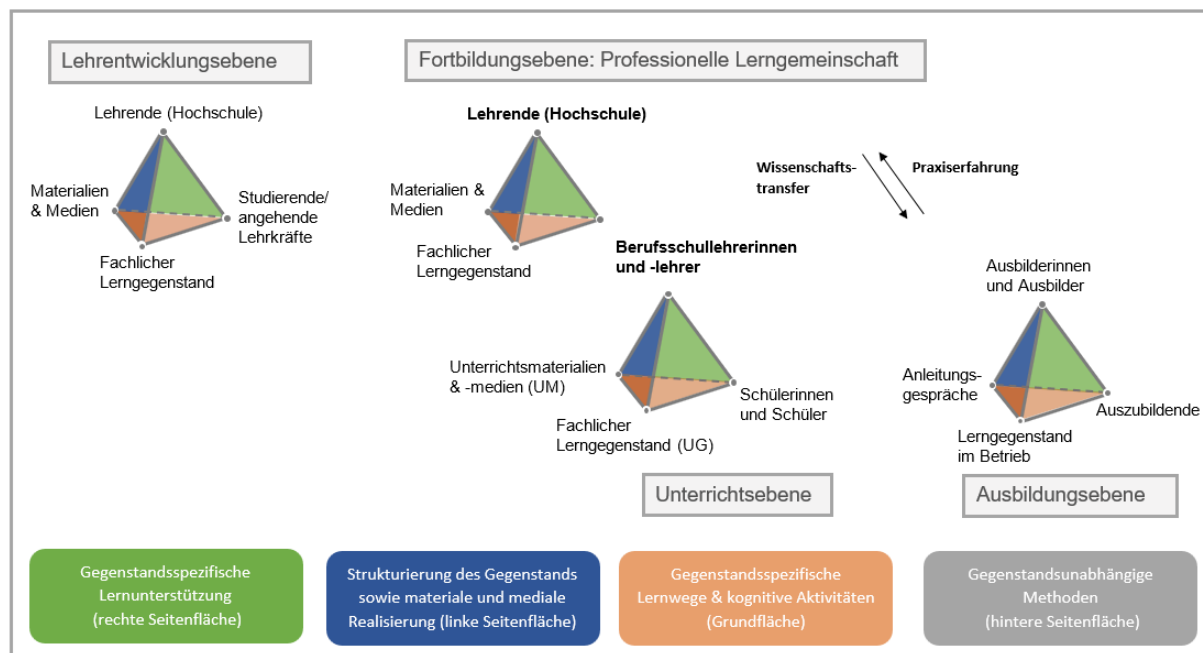 Lehrentwicklungsebene
Fortbildungsebene: Professionelle Lerngemeinschaft
Lehrende (Hochschule)
Materialien
& Medien
Studierende/
angehende
Lehrkräfte
Fachlicher
Lerngegenstand
Lehrende (Hochschule)
Materialien &
Medien
Fachlicher
Lerngegenstand
Wissenschafts-
transfer
Praxiserfahrung
Berufsschullehrerinnen
und -lehrer
Unterrichtsmaterialien
& -medien (UM)
Schülerinnen
und Schüler
Fachlicher
Lerngegenstand (UG)
Ausbilderinnen
und Ausbilder
Anleitungs-
gespräche
Auszubildende
Lerngegenstand
im Betrieb
Unterrichtsebene
Ausbildungsebene
Gegenstandsspezifische
Lernunterstützung
(rechte Seitenfläche)
Strukturierung des Gegenstands
sowie materiale und mediale
Realisierung (linke Seitenfläche)
Gegenstandsspezifische
Lernwege & kognitive Aktivitäten
(Grundfläche)
Gegenstandsunabhängige
Methoden
(hintere Seitenfläche)